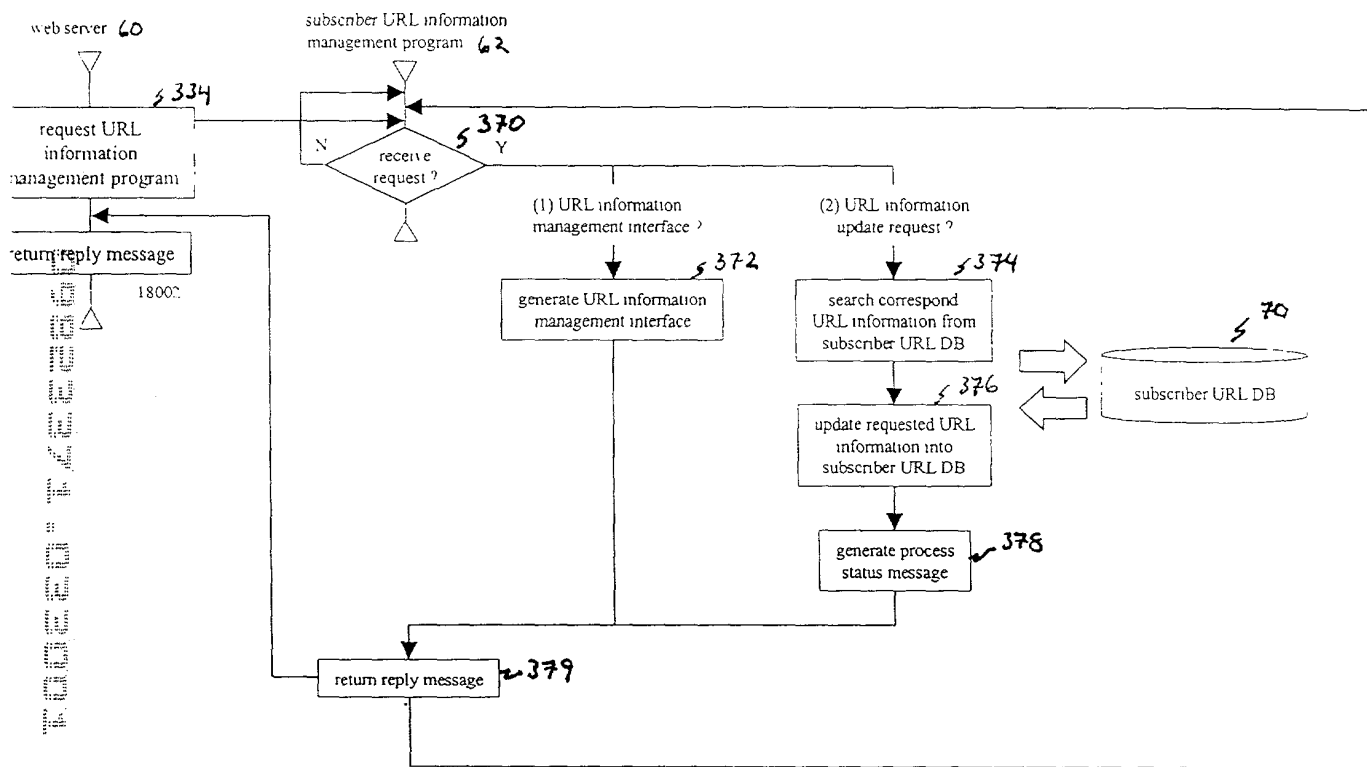 web server 60
subscriber URL information
management program 62
334
request URL
information
management program
370
N
receive
request ?
Y
(1) URL information
management interface ?
(2) URL information
update request ?
return reply message
18002
372
generate URL information
management interface
374
search correspond
URL information from
subscriber URL DB
70
subscriber URL DB
376
update requested URL
information into
subscriber URL DB
378
generate process
status message
return reply message
379